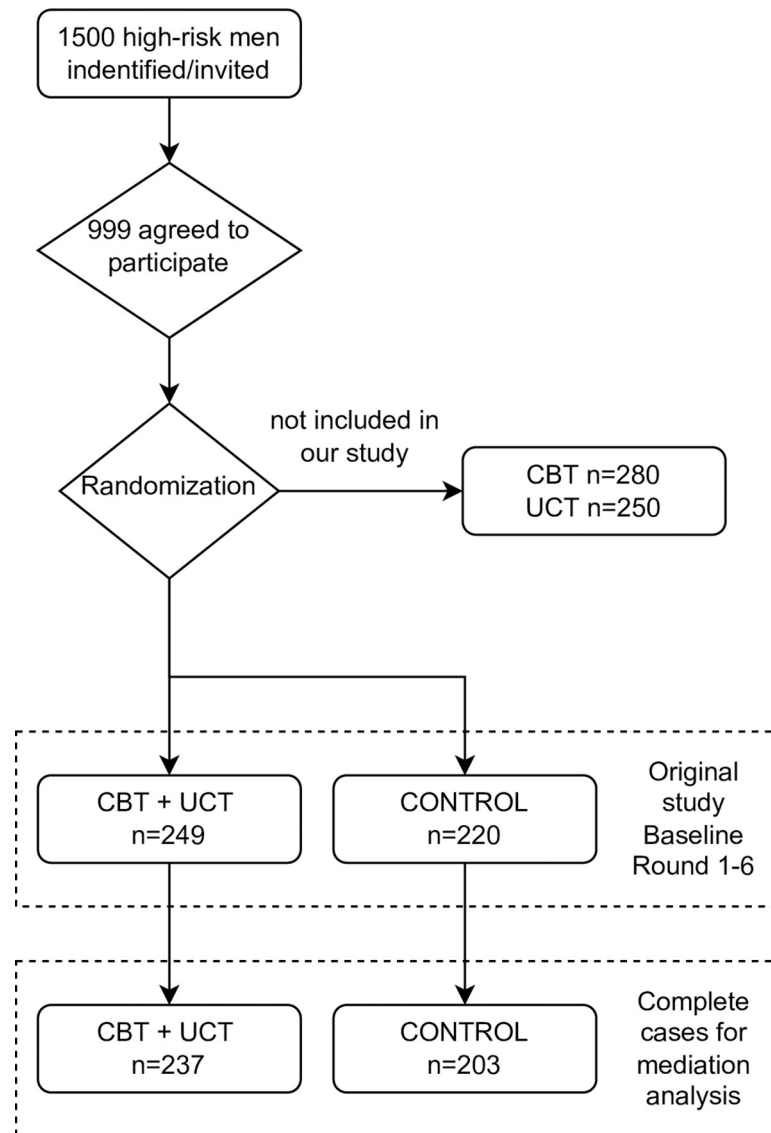 1500 high-risk men
indentified/invited
999 agreed to
participate
Randomization
not included in
our study
CBT n=280
UCT n=250
CBT + UCT
n=249
CONTROL
n=220
Original
study
Baseline
Round 1-6
CBT + UCT
n=237
CONTROL
n=203
Complete
cases for
mediation
analysis